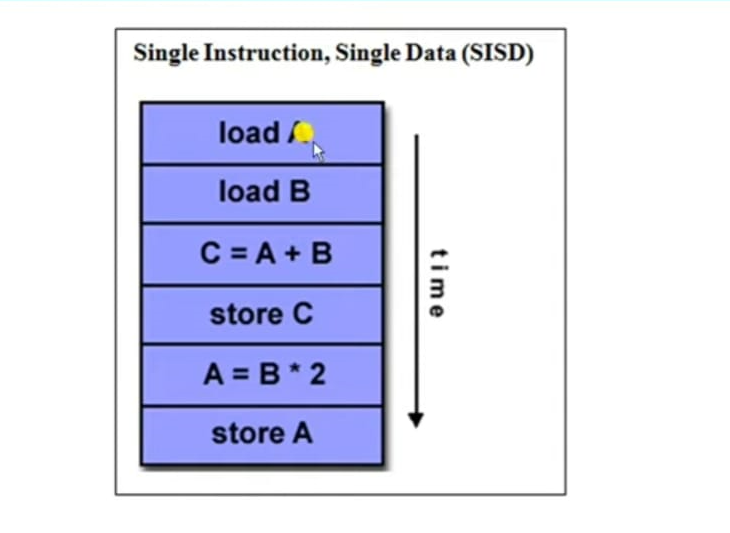 Single Instruction, Single Data (SISD)
load A
load B
C = A + B
store C
A = B * 2
store A
time